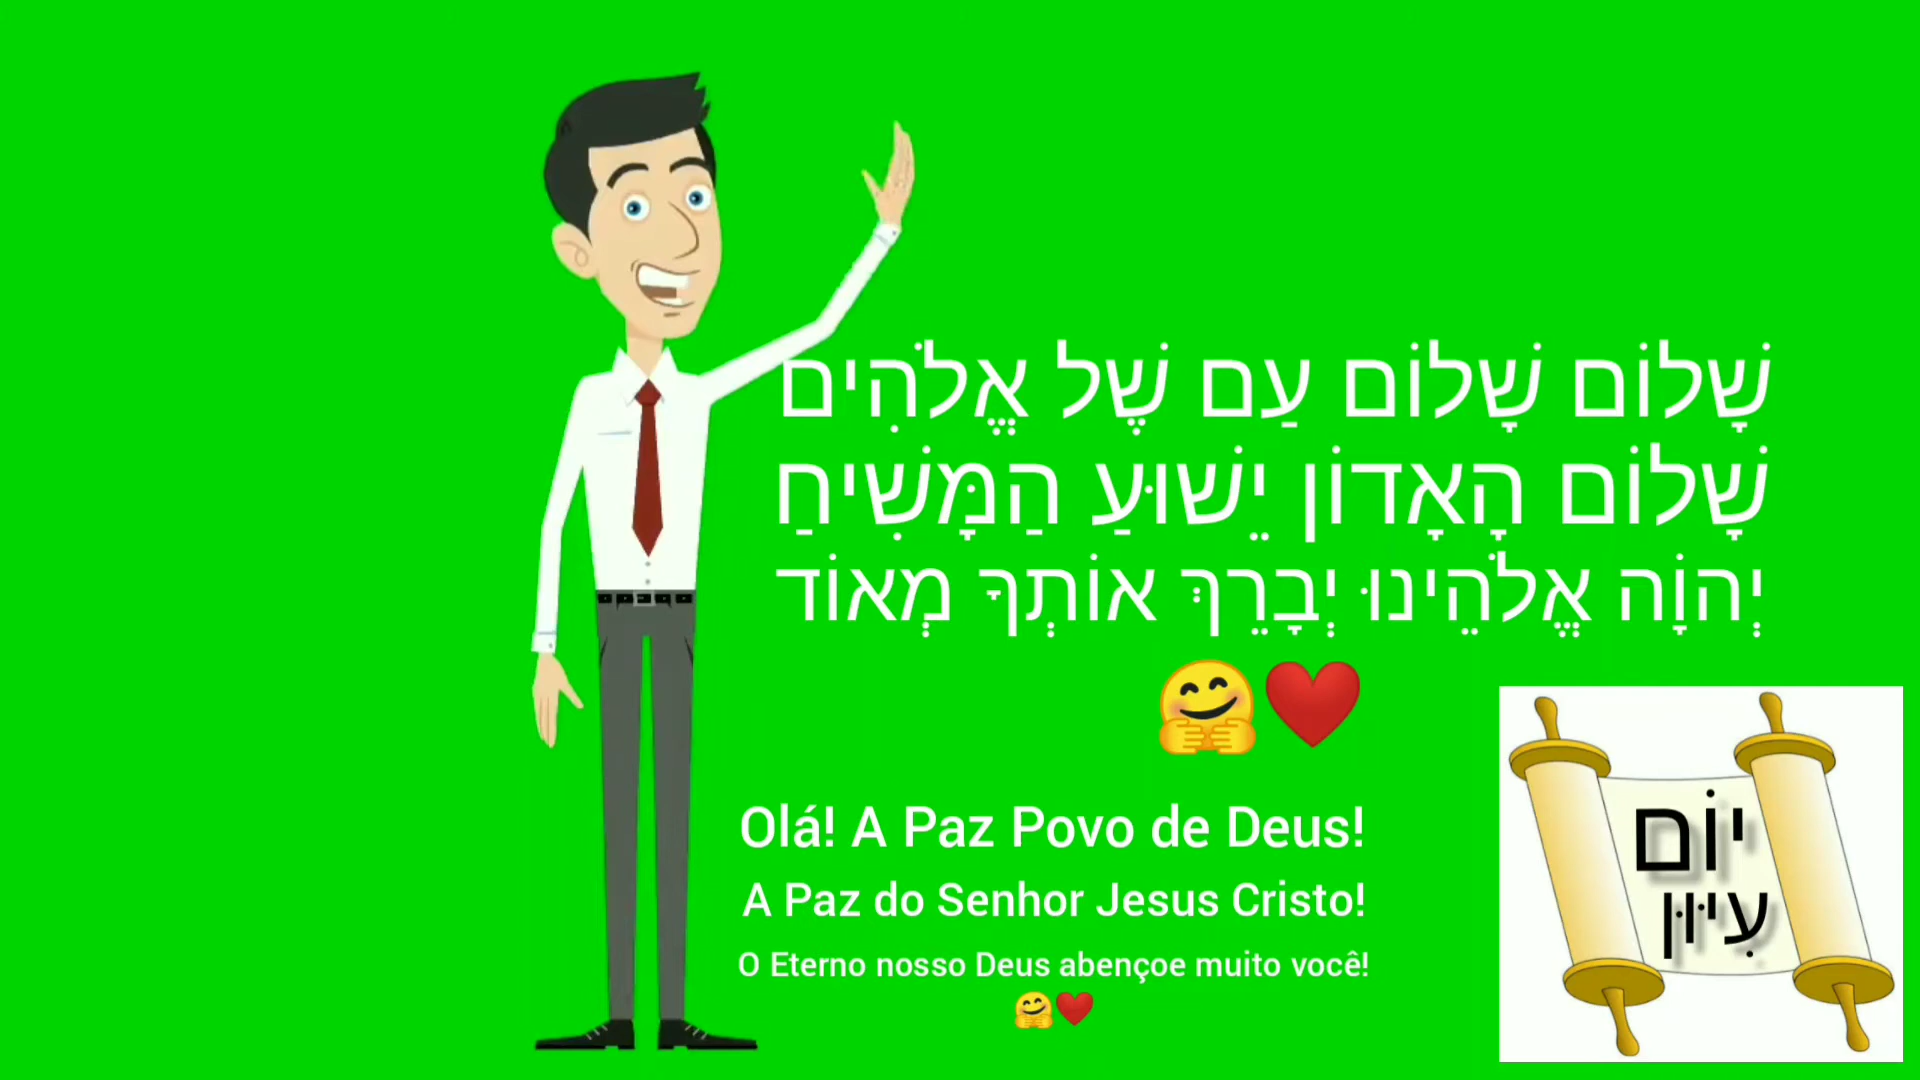 שָׁלוֹם שָׁלוֹם עַם שֶׁל אֱלֹהִים
שָׁלוֹם הָאָדוֹן יֵשׁוּעַ הַמָּשִׁיחַ
יְהוָֹה אֱלֹהֵינוּ יְבָרֵךְ אוֹתְךָ מְאוֹד
🤗❤️
Olá! A Paz Povo de Deus!
A Paz do Senhor Jesus Cristo!
O Eterno nosso Deus abençoe muito você!
🤗❤️
יוֹם
עִיּוּן